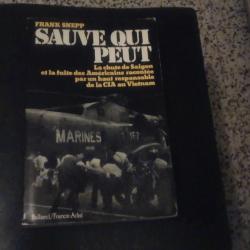 FRANK SNEPP
SAUVE QUI
PEUT
La chute de Saïgon
et la fuite des Américains racontée
par un haut responsable
de la CIA au Vietnam
MARINES
Balland/France Adel